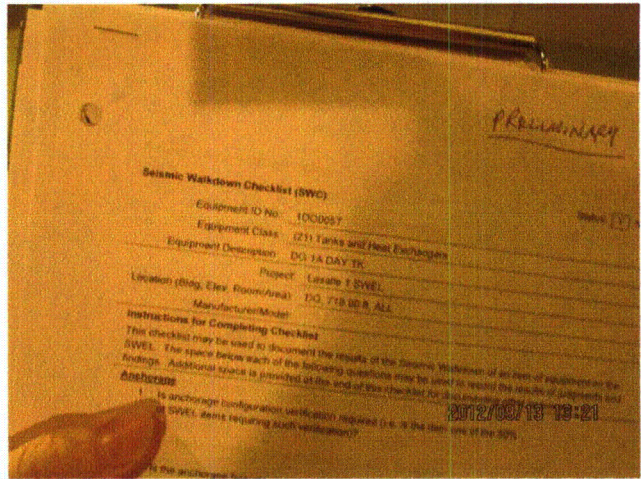 PRELIMINARY
Seismic Walkdown Checklist (SWC)
Status: Y
Equipment ID No.
Equipment Class (21) Tanks and Heat Exchangers
Equipment Description DG 1A DAY TK
Project Lasalle 1 SWEL
Location (Bldg, Elev, Room/Area) DG, ALL
Manufacturer/Model
Instructions for Completing Checklist
This checklist may be used to document the results of the Seismic Walkdown of an item of equipment on the
SWEL. The space below each of the following questions may be used to record the results of judgments and
findings. Additional space is provided at the end of this checklist for documenting
Anchorage
Is anchorage configuration verification required (i.e. is the item one of the 50%
of SWEL items requiring such verification)?
2012/09/13 13:21
Is the anchorage